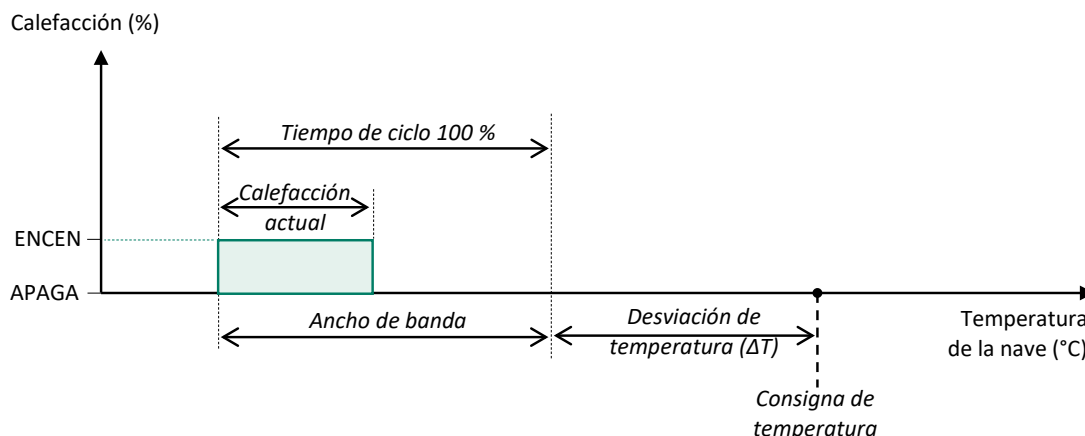 Calefacción (%)
Tiempo de ciclo 100 %
Calefacción
actual
ENCEN
APAGA
Ancho de banda
Desviación de
temperatura (ΔT)
Temperatura
de la nave (°C)
Consigna de
temperatura